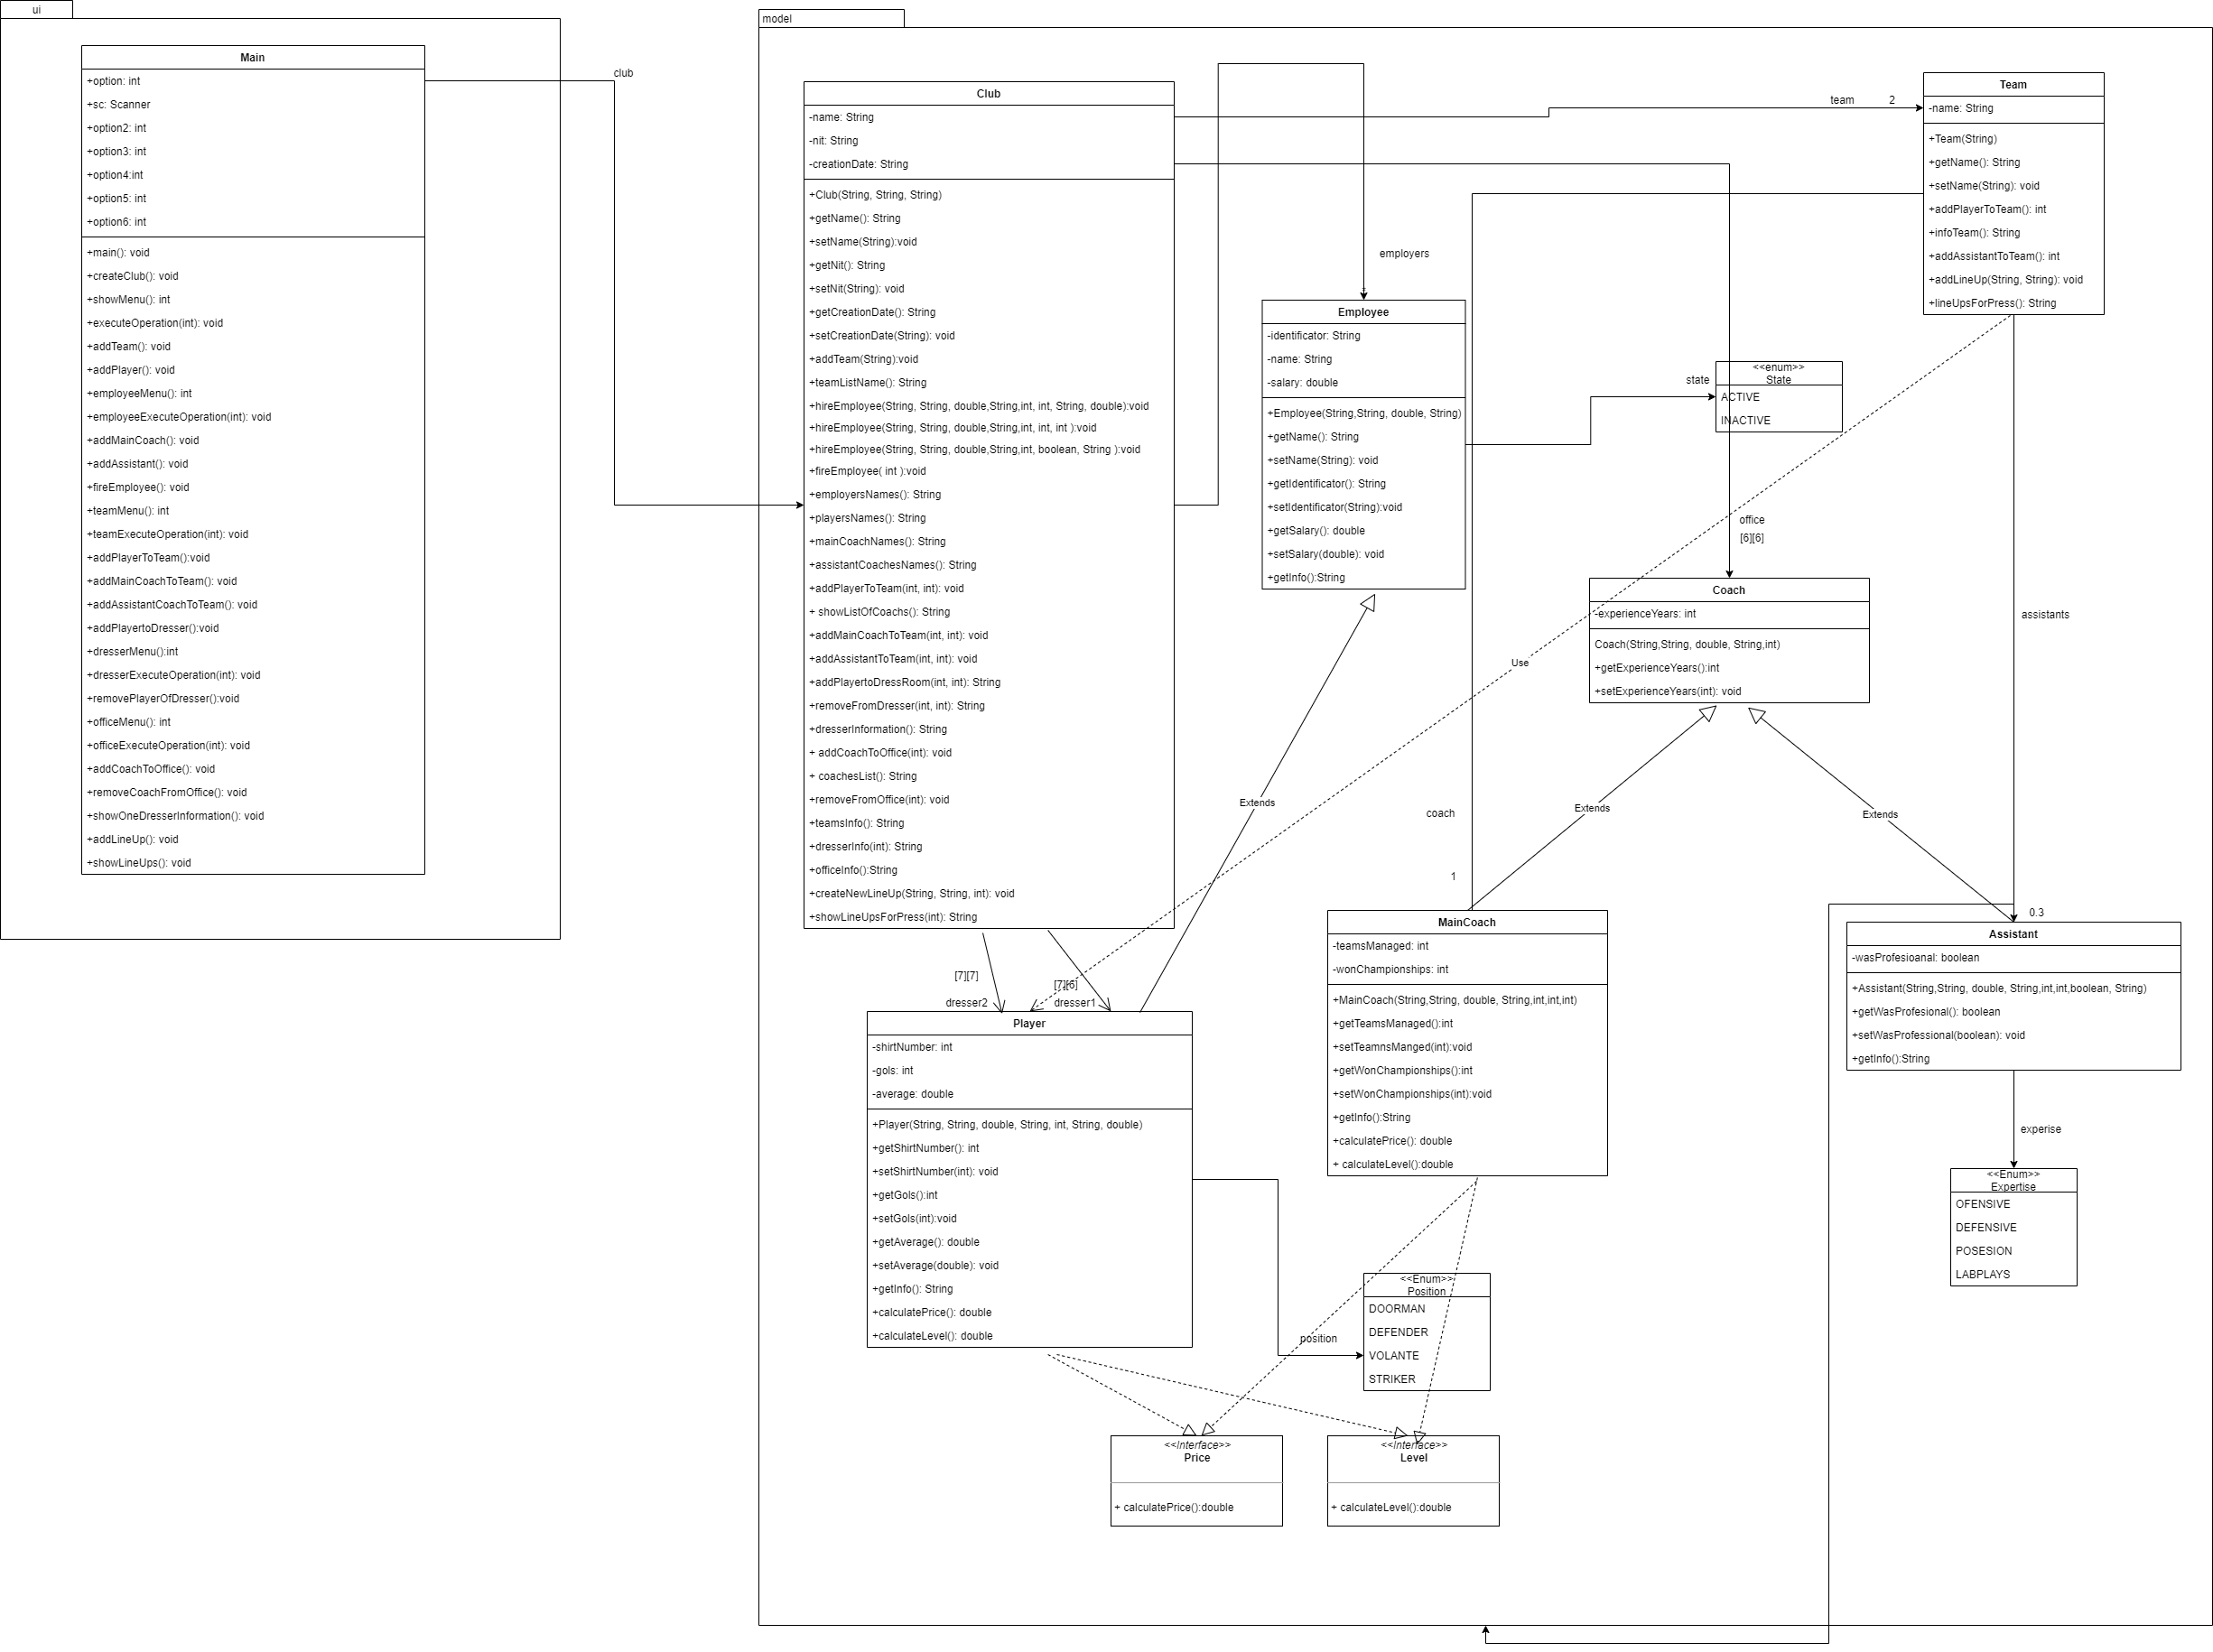 ui
Main
+option: int
+sc: Scanner
+option2: int
+option3: int
+option4:int
+option5: int
+option6: int
+main(): void
+createClub(): void
+showMenu(): int
+executeOperation(int): void
+addTeam(): void
+addPlayer(): void
+employeeMenu(): int
+employeeExecuteOperation(int): void
+addMainCoach(): void
+addAssistant(): void
+fireEmployee(): void
+teamMenu(): int
+teamExecuteOperation(int): void
+addPlayerToTeam():void
+addMainCoachToTeam(): void
+addAssistantCoachToTeam(): void
+addPlayertoDresser():void
+dresserMenu():int
+dresserExecuteOperation(int): void
+removePlayerOfDresser():void
+officeMenu(): int
+officeExecuteOperation(int): void
+addCoachToOffice(): void
+removeCoachFromOffice(): void
+showOneDresserInformation(): void
+addLineUp(): void
+showLineUps(): void
club
model
Club
-name: String
-nit: String
-creationDate: String
+Club(String, String, String)
+getName(): String
+setName(String):void
+getNit(): String
+setNit(String): void
+getCreationDate(): String
+setCreationDate(String): void
+addTeam(String):void
+teamListName(): String
+hireEmployee(String, String, double,String,int, int, String, double):void
+hireEmployee(String, String, double,String,int, int, int ):void
+hireEmployee(String, String, double,String,int, boolean, String ):void
+fireEmployee( int ):void
+employersNames(): String
+playersNames(): String
+mainCoachNames(): String
+assistantCoachesNames(): String
+addPlayerToTeam(int, int): void
+ showListOfCoachs(): String
+addMainCoachToTeam(int, int): void
+addAssistantToTeam(int, int): void
+addPlayertoDressRoom(int, int): String
+removeFromDresser(int, int): String
+dresserInformation(): String
+ addCoachToOffice(int): void
+ coachesList(): String
+removeFromOffice(int): void
+teamsInfo(): String
+dresserInfo(int): String
+officeInfo():String
+createNewLineUp(String, String, int): void
+showLineUpsForPress(int): String
team 2
Team
-name: String
+Team(String)
+getName(): String
+setName(String): void
+addPlayerToTeam(): int
+infoTeam(): String
+addAssistantToTeam(): int
+addLineUp(String, String): void
+lineUpsForPress(): String
employers
Employee
-identificator: String
-name: String
-salary: double
+Employee(String,String, double, String)
+getName(): String
+setName(String): void
+getIdentificator(): String
+setIdentificator(String):void
+getSalary(): double
+setSalary(double): void
+getInfo():String
state
<<enum>>
State
ACTIVE
INACTIVE
office
[6][6]
Coach
-experienceYears: int
Coach(String,String, double, String,int)
+getExperienceYears():int
+setExperienceYears(int): void
assistants
Use
Extends
Extends
Extends
coach
1
0.3
MainCoach
-teamsManaged: int
-wonChampionships: int
+MainCoach(String,String, double, String,int,int,int)
+getTeamsManaged():int
+setTeamnsManged(int):void
+getWonChampionships():int
+setWonChampionships(int):void
+getInfo():String
+calculatePrice(): double
+ calculateLevel():double
Assistant
-wasProfesioanal: boolean
+Assistant(String,String, double, String,int,int,boolean, String)
+getWasProfesional(): boolean
+setWasProfessional(boolean): void
+getInfo():String
experise
<<Enum>>
Expertise
OFENSIVE
DEFENSIVE
POSESION
LABPLAYS
[7][7]
dresser2
[7][6]
dresser1
Player
-shirtNumber: int
-gols: int
-average: double
+Player(String, String, double, String, int, String, double)
+getShirtNumber(): int
+setShirtNumber(int): void
+getGols():int
+setGols(int):void
+getAverage(): double
+setAverage(double): void
+getInfo(): String
+calculatePrice(): double
+calculateLevel(): double
position
<<Enum>>
Position
DOORMAN
DEFENDER
VOLANTE
STRIKER
<<Interface>>
Price
+ calculatePrice():double
<<Interface>>
Level
+ calculateLevel():double